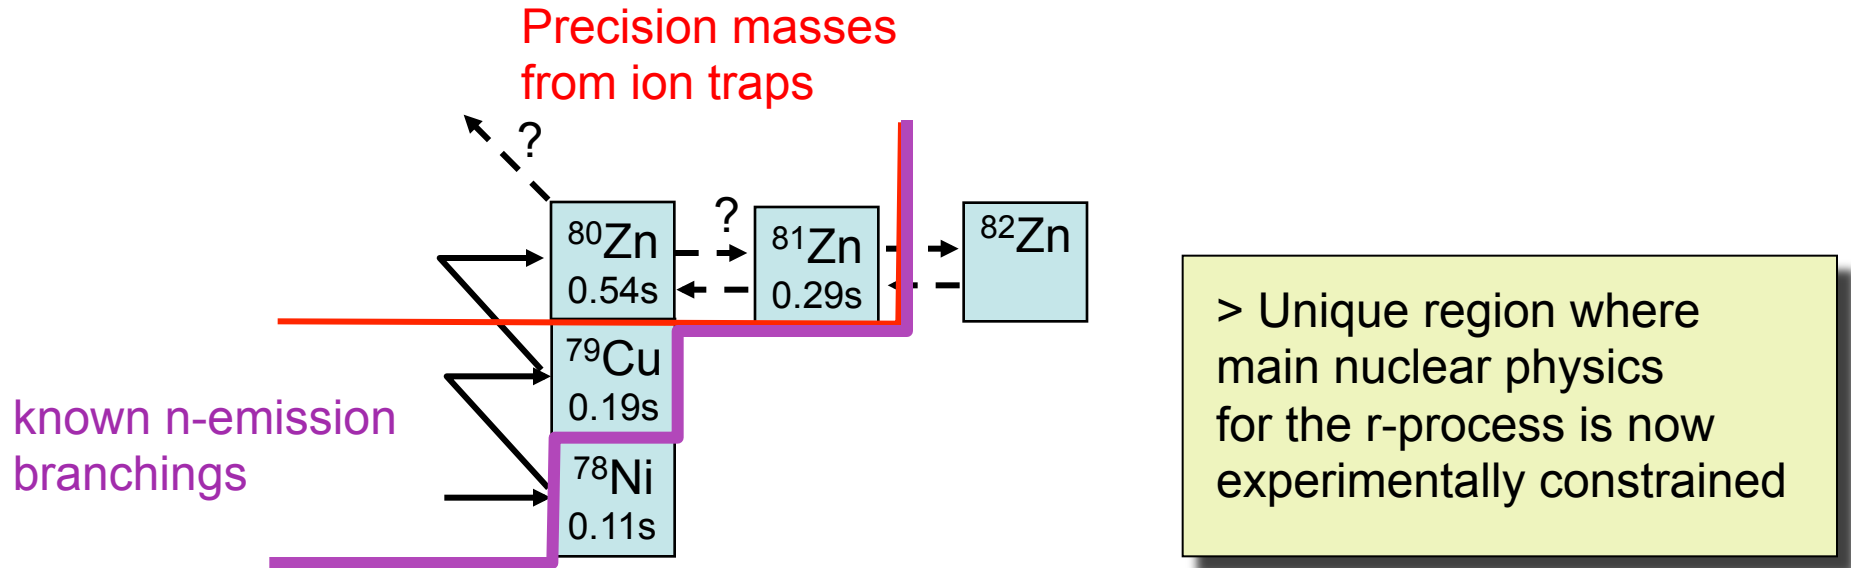 Precision masses
from ion traps
?
⁸⁰Zn
0.54s
?
⁸¹Zn
0.29s
⁸²Zn
⁷⁹Cu
0.19s
known n-emission
branchings
⁷⁸Ni
0.11s
> Unique region where
main nuclear physics
for the r-process is now
experimentally constrained